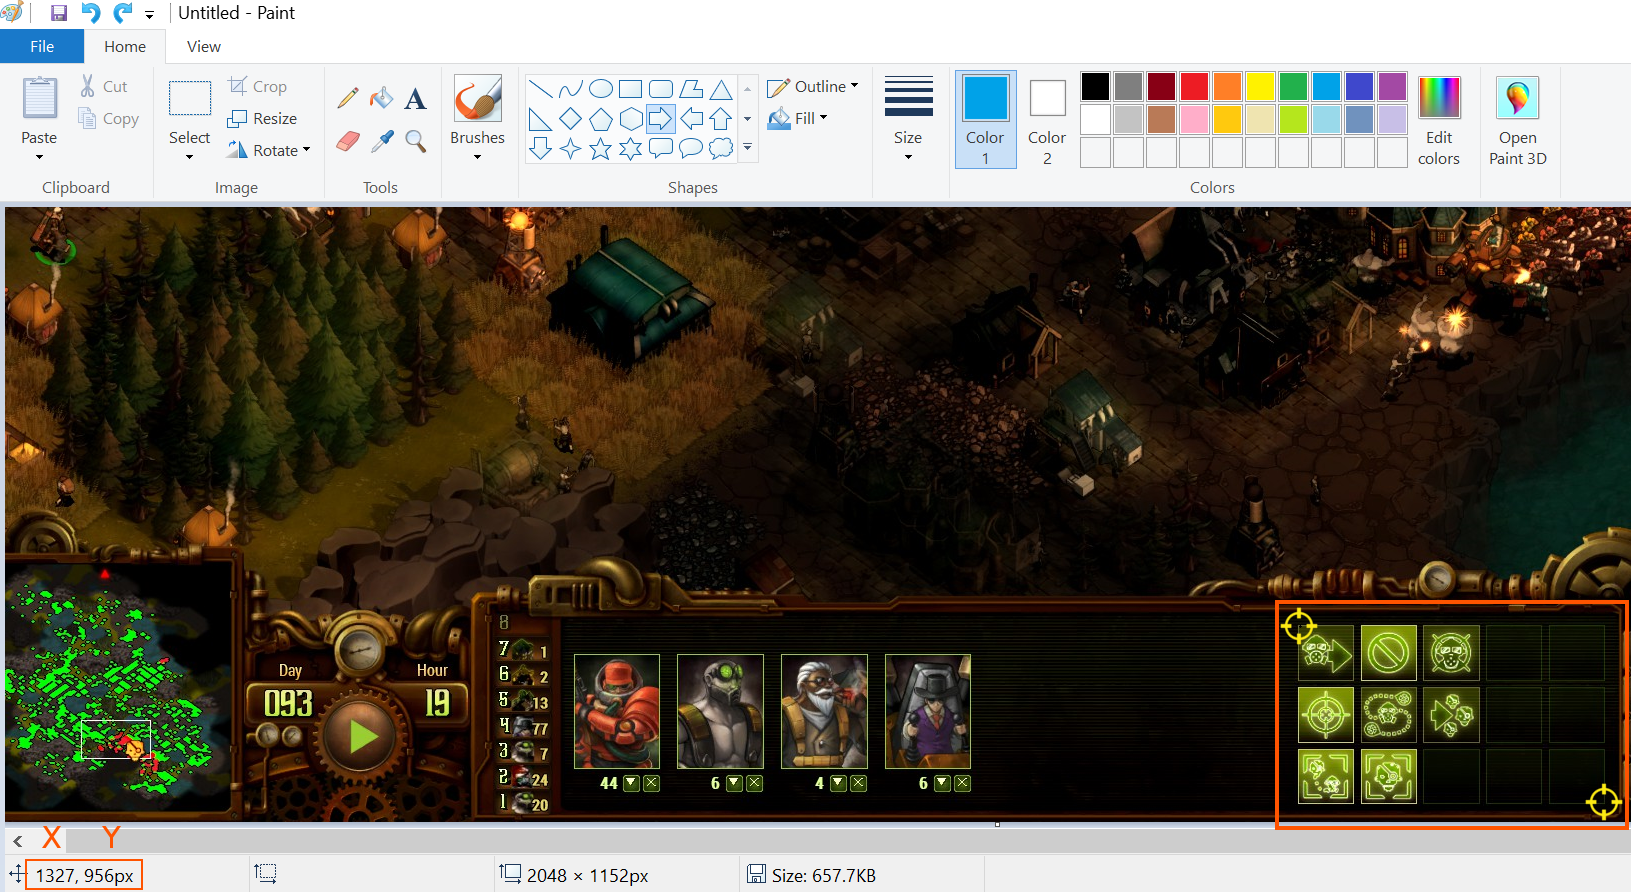 Untitled - Paint
File Home View
Paste
Cut
Copy
Clipboard
Select
Crop
Resize
Rotate
Image
A
Tools
Brushes
Shapes
Outline
Fill
Size
Color 1
Color 2
Colors
Edit colors
Open Paint 3D
Day
093
Hour
19
8
7 1
6 2
5 13
4 77
3 7
2 24
1 20
44
6
4
6
X Y
1327, 956px
2048 × 1152px
Size: 657.7KB